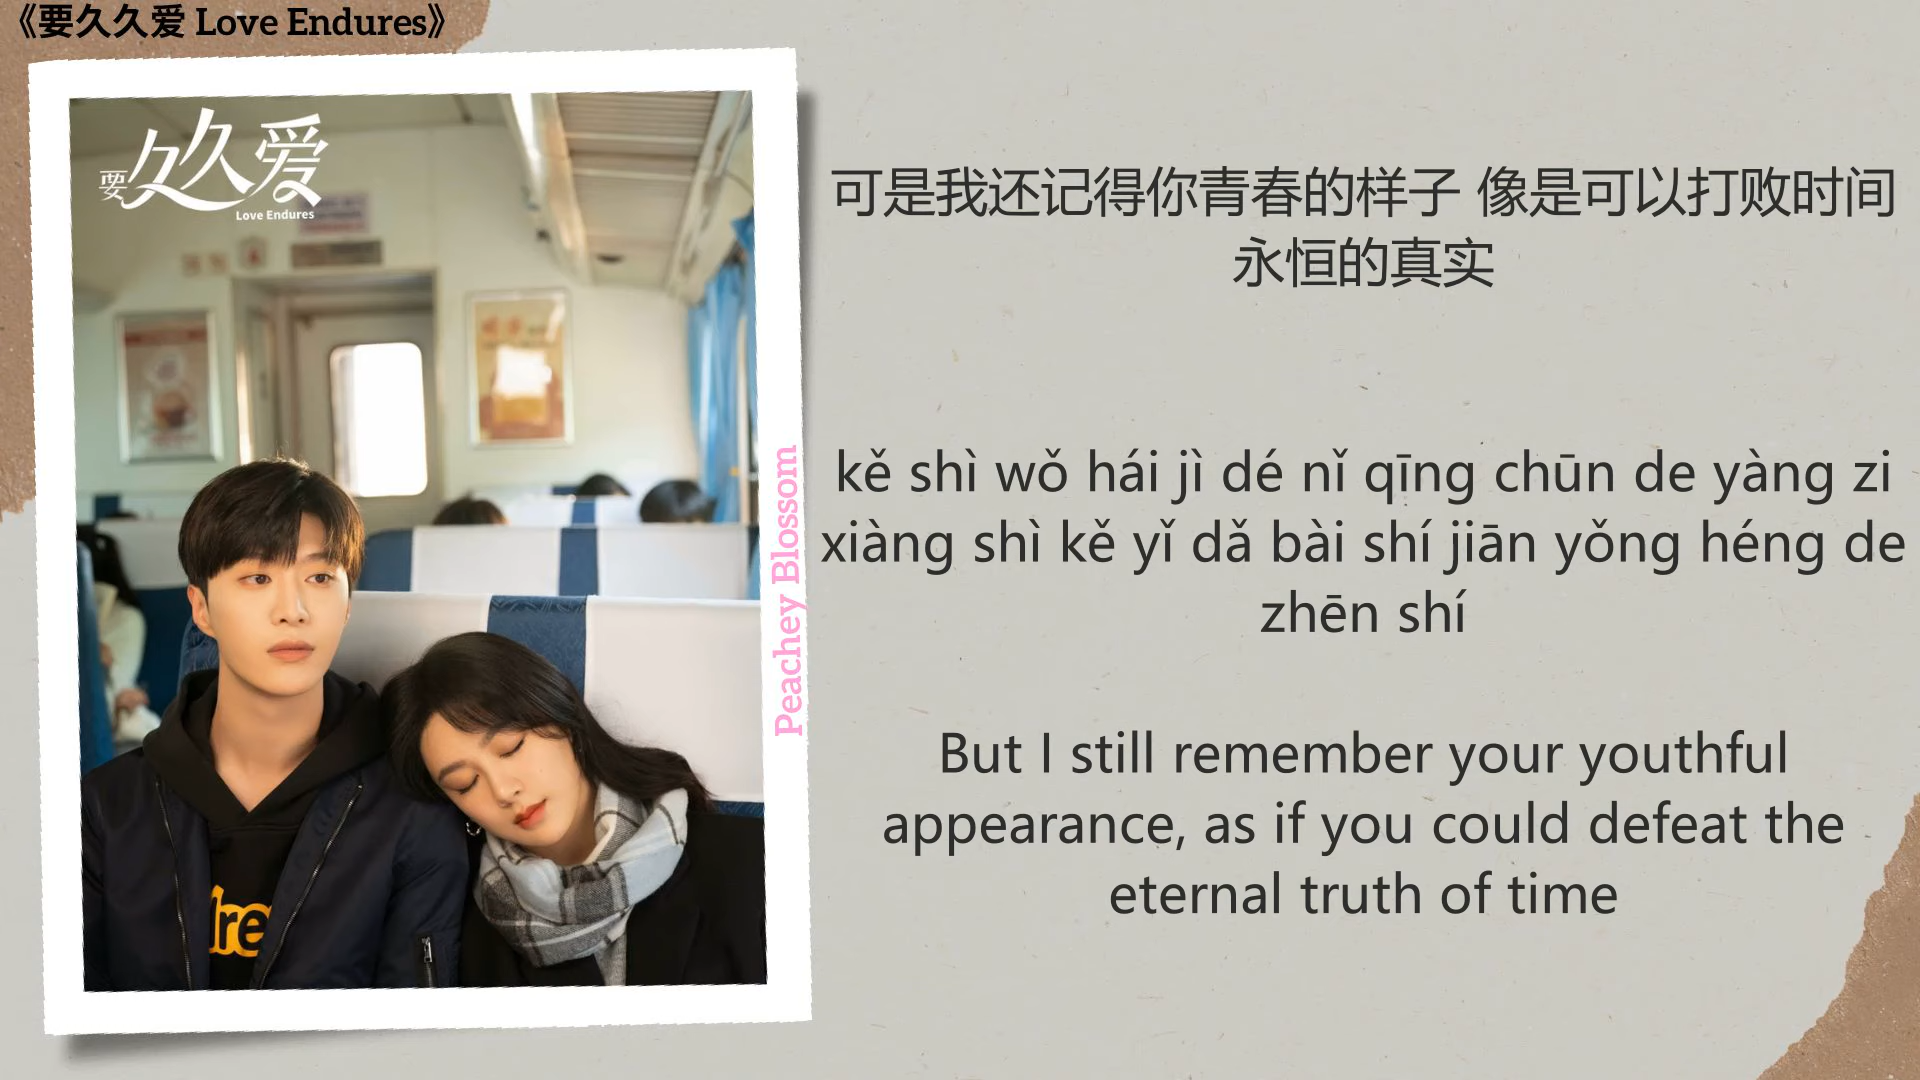 《要久久爱 Love Endures》
要久久爱
Love Endures
可是我还记得你青春的样子 像是可以打败时间
永恒的真实
kě shì wǒ hái jì dé nǐ qīng chūn de yàng zi
xiàng shì kě yǐ dǎ bài shí jiān yǒng héng de
zhēn shí
But I still remember your youthful
appearance, as if you could defeat the
eternal truth of time
Peachey Blossom